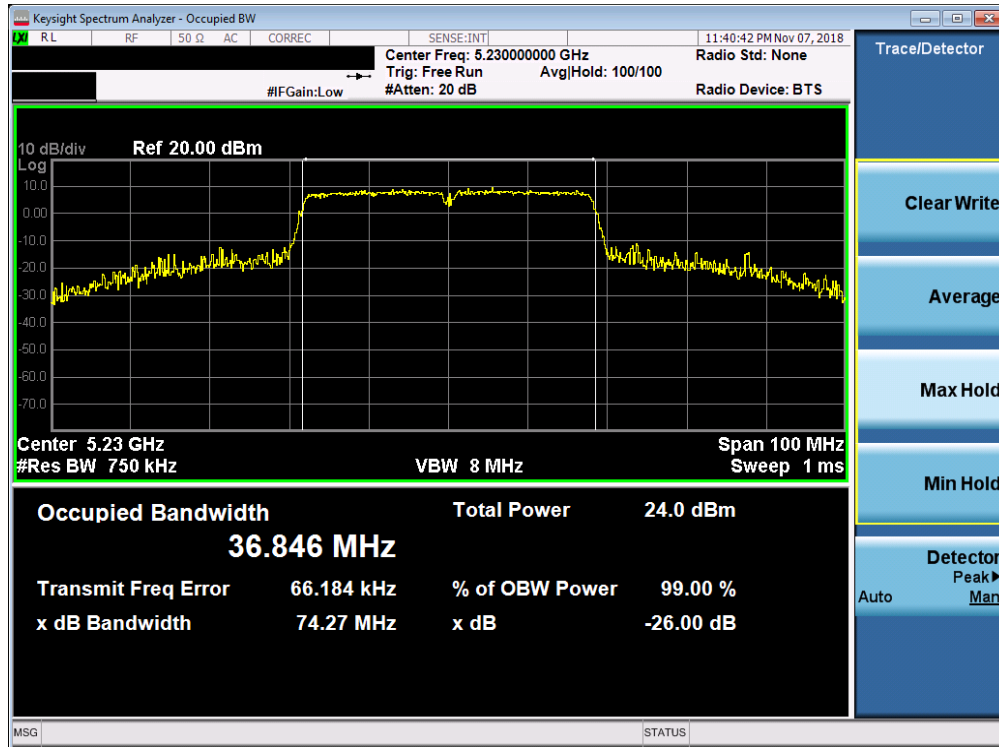 Keysight Spectrum Analyzer - Occupied BW
LXI RL RF 50 Ω AC CORREC SENSE:INT 11:40:42 PM Nov 07, 2018
Center Freq: 5.230000000 GHz Radio Std: None
Trig: Free Run Avg|Hold: 100/100
#IFGain:Low #Atten: 20 dB Radio Device: BTS
10 dB/div Ref 20.00 dBm
Log
10.0
0.00
-10.0
-20.0
-30.0
-40.0
-50.0
-60.0
-70.0
Center 5.23 GHz Span 100 MHz
#Res BW 750 kHz VBW 8 MHz Sweep 1 ms
Occupied Bandwidth Total Power 24.0 dBm
36.846 MHz
Transmit Freq Error 66.184 kHz % of OBW Power 99.00 %
x dB Bandwidth 74.27 MHz x dB -26.00 dB
MSG STATUS
Trace/Detector
Clear Write
Average
Max Hold
Min Hold
Detector
Peak▶
Auto Man